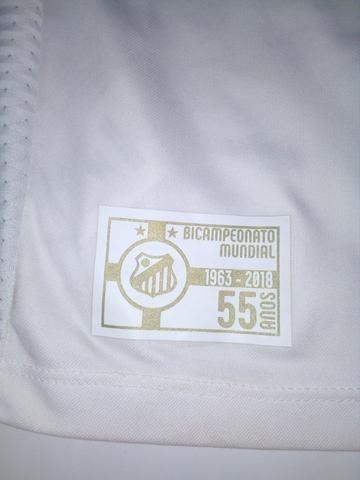 BICAMPEONATO
MUNDIAL
1963 - 2018
55
ANOS